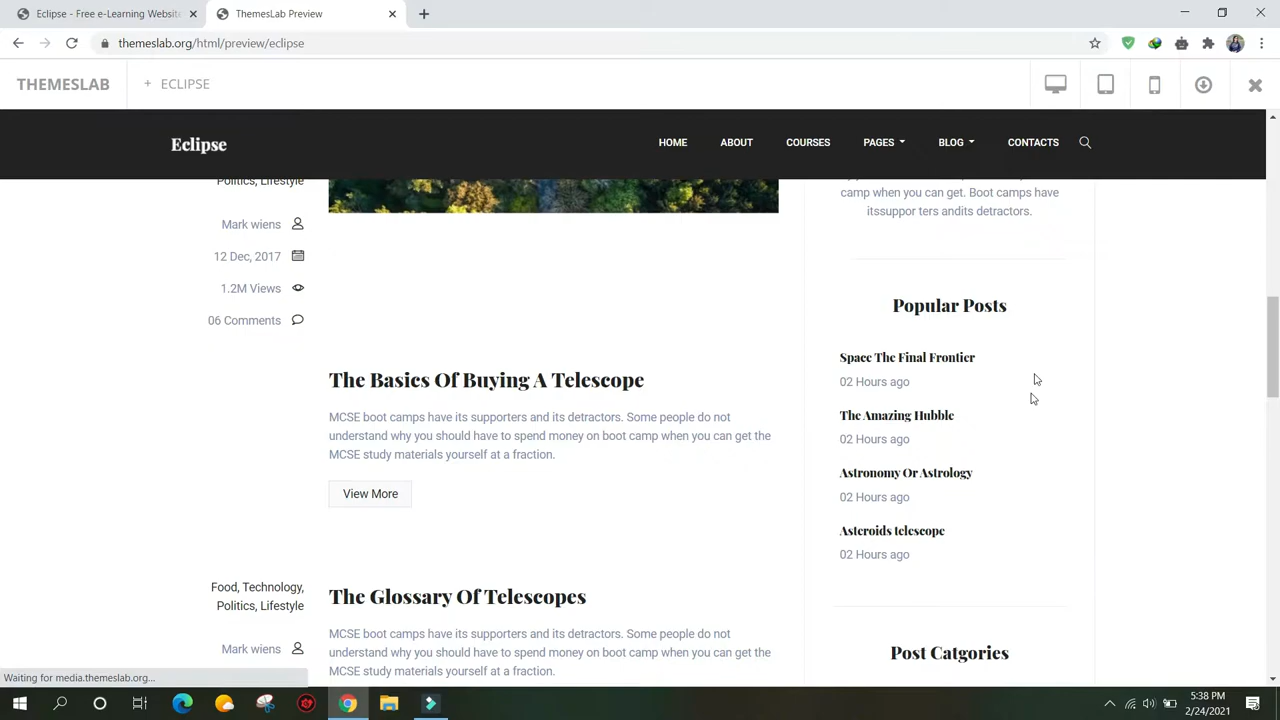 Eclipse - Free e-Learning Website
ThemesLab Preview
themeslab.org/html/preview/eclipse
THEMESLAB
+ ECLIPSE
Eclipse
HOME
ABOUT
COURSES
PAGES
BLOG
CONTACTS
Politics, Lifestyle
Mark wiens
12 Dec, 2017
1.2M Views
06 Comments
The Basics Of Buying A Telescope
MCSE boot camps have its supporters and its detractors. Some people do not
understand why you should have to spend money on boot camp when you can get the
MCSE study materials yourself at a fraction.
View More
Food, Technology,
Politics, Lifestyle
Mark wiens
The Glossary Of Telescopes
MCSE boot camps have its supporters and its detractors. Some people do not
understand why you should have to spend money on boot camp when you can get the
MCSE study materials yourself at a fraction.
camp when you can get. Boot camps have
itssuppor ters andits detractors.
Popular Posts
Space The Final Frontier
02 Hours ago
The Amazing Hubble
02 Hours ago
Astronomy Or Astrology
02 Hours ago
Asteroids telescope
02 Hours ago
Post Catgories
Waiting for media.themeslab.org...
5:38 PM
2/24/2021